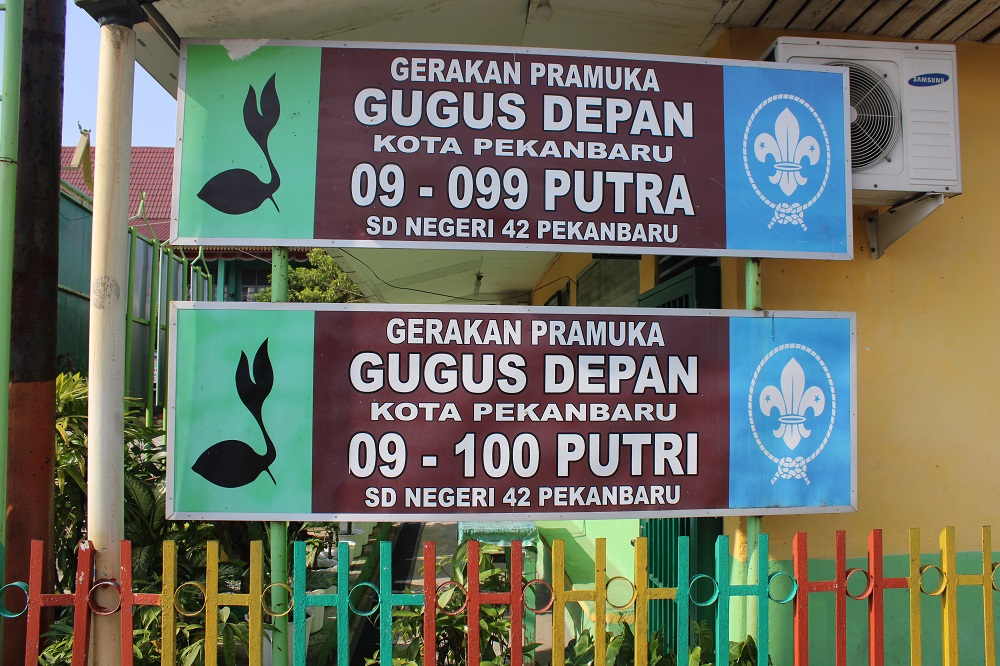 GERAKAN PRAMUKA
GUGUS DEPAN
KOTA PEKANBARU
09 - 099 PUTRA
SD NEGERI 42 PEKANBARU
SAMSUNG
GERAKAN PRAMUKA
GUGUS DEPAN
KOTA PEKANBARU
09 - 100 PUTRI
SD NEGERI 42 PEKANBARU